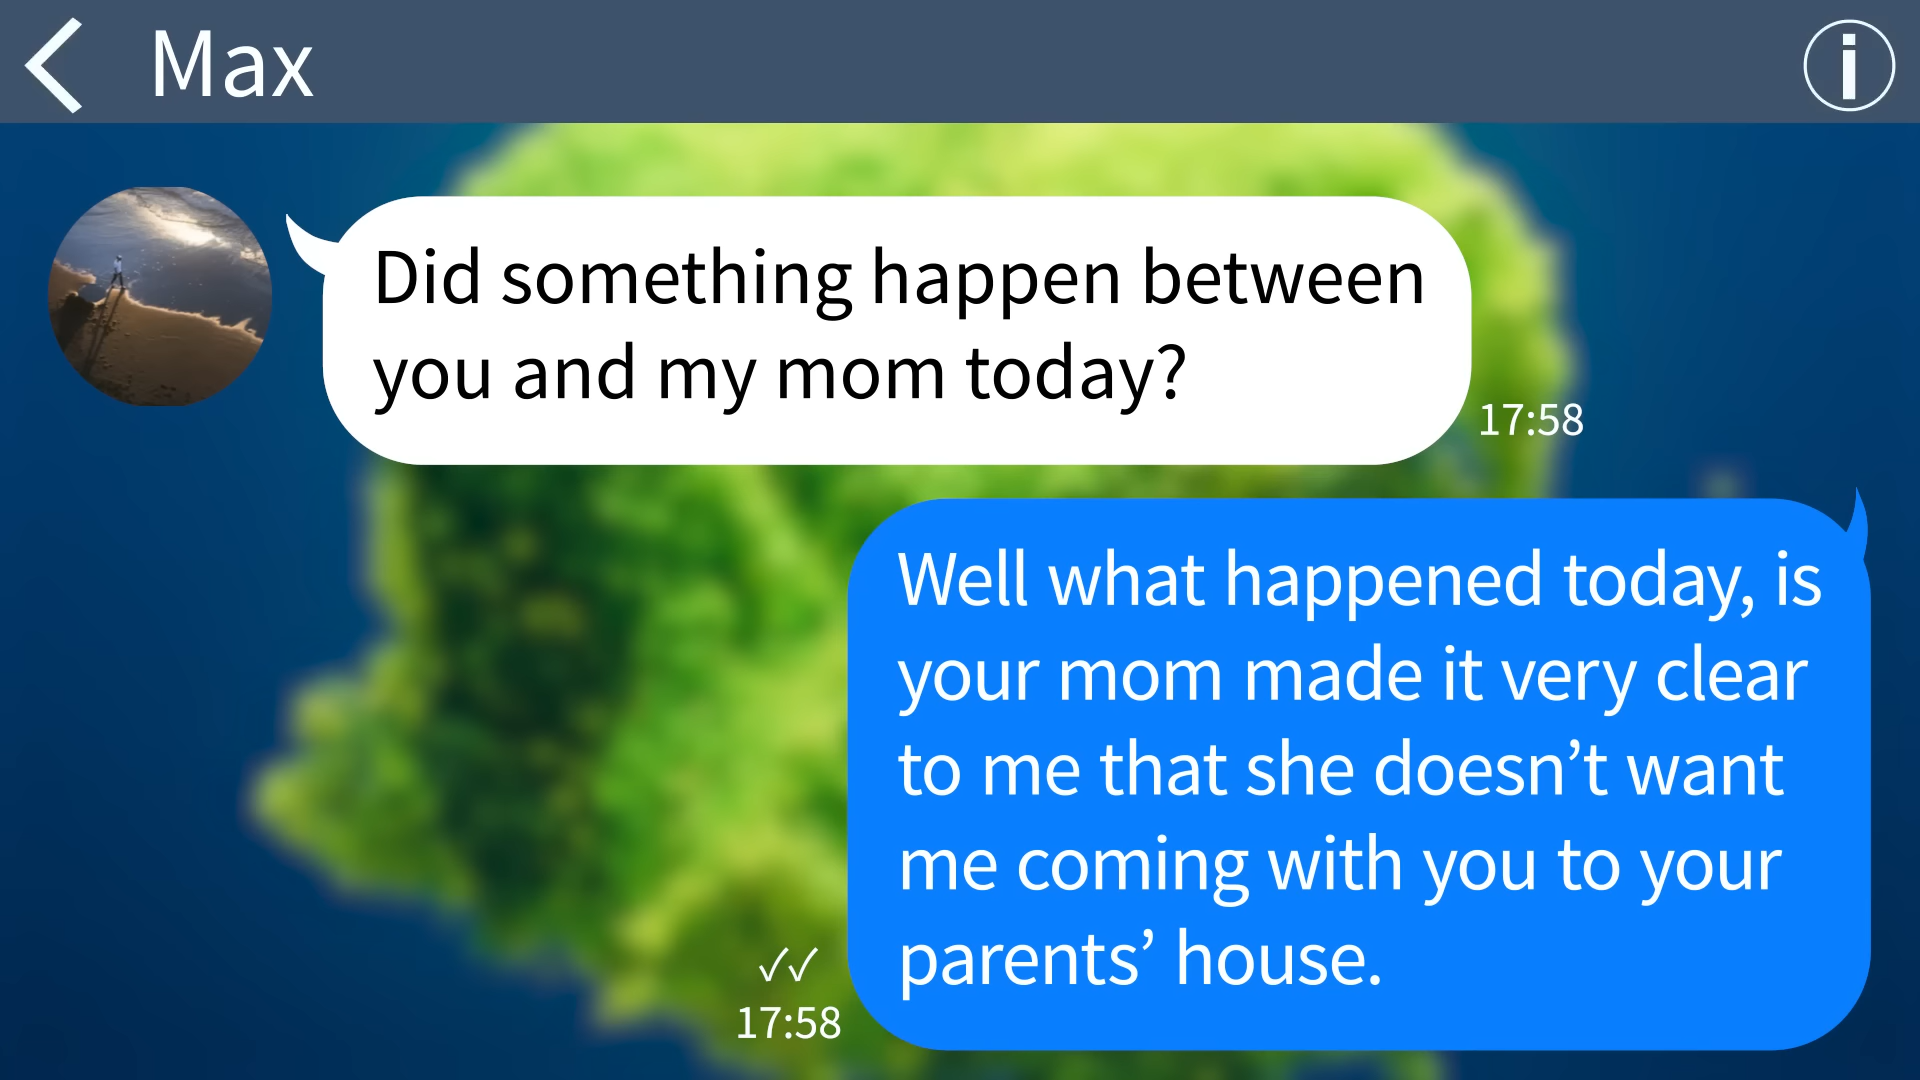 Max
Did something happen between
you and my mom today?
17:58
Well what happened today, is
your mom made it very clear
to me that she doesn’t want
me coming with you to your
parents’ house.
17:58